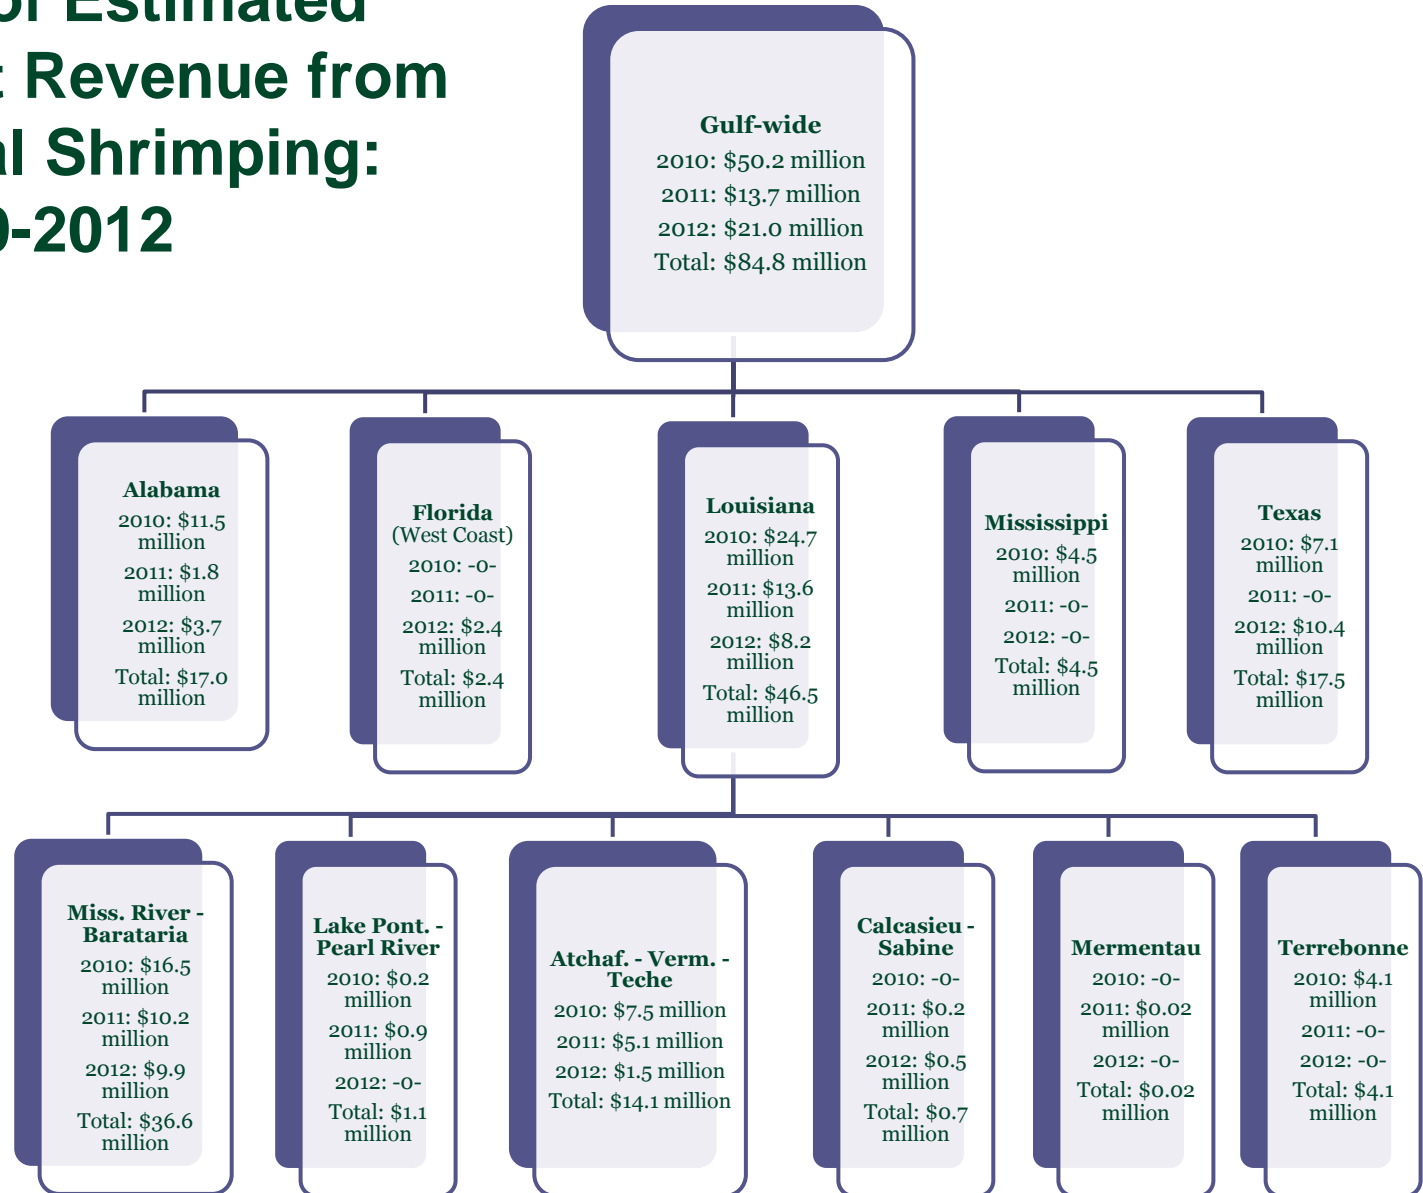 of Estimated
Revenue from
Shrimping:
-2012
Gulf-wide
2010: $50.2 million
2011: $13.7 million
2012: $21.0 million
Total: $84.8 million
Alabama
2010: $11.5
million
2011: $1.8
million
2012: $3.7
million
Total: $17.0
million
Florida
(West Coast)
2010: -0-
2011: -0-
2012: $2.4
million
Total: $2.4
million
Louisiana
2010: $24.7
million
2011: $13.6
million
2012: $8.2
million
Total: $46.5
million
Mississippi
2010: $4.5
million
2011: -0-
2012: -0-
Total: $4.5
million
Texas
2010: $7.1
million
2011: -0-
2012: $10.4
million
Total: $17.5
million
Miss. River -
Barataria
2010: $16.5
million
2011: $10.2
million
2012: $9.9
million
Total: $36.6
million
Lake Pont. -
Pearl River
2010: $0.2
million
2011: $0.9
million
2012: -0-
Total: $1.1
million
Atchaf. - Verm. -
Teche
2010: $7.5 million
2011: $5.1 million
2012: $1.5 million
Total: $14.1 million
Calcasieu -
Sabine
2010: -0-
2011: $0.2
million
2012: $0.5
million
Total: $0.7
million
Mermentau
2010: -0-
2011: $0.02
million
2012: -0-
Total: $0.02
million
Terrebonne
2010: $4.1
million
2011: -0-
2012: -0-
Total: $4.1
million